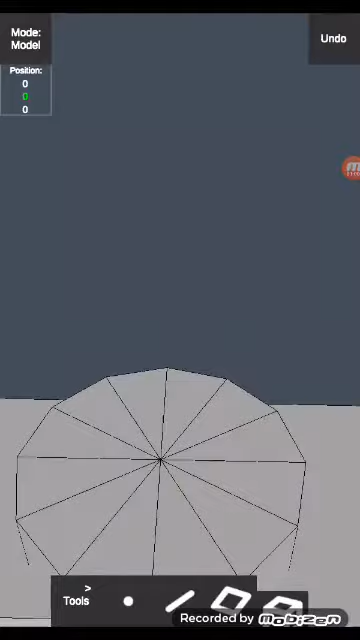 Mode:
Model
Undo
Position:
0
0
0
>
Tools
Recorded by mobizen